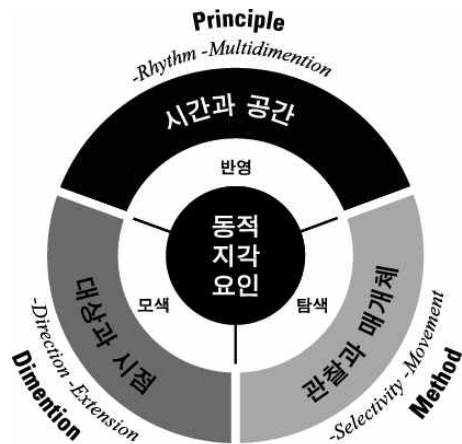 Principle
-Rhythm -Multidimention
시간과 공간
반영
동적
지각
요인
모색
탐색
대상과 시점
-Direction -Extension
Dimention
관찰과 매개체
-Selectivity -Movement
Method